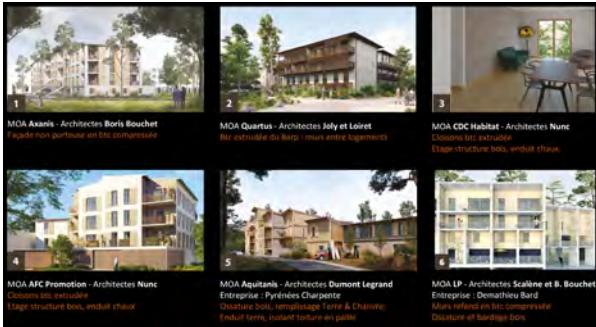 1
MOA Axanis - Architectes Boris Bouchet
Façade non porteuse en btc compressée
2
MOA Quartus - Architectes Joly et Loiret
Btc extrudée du Barp : murs entre logements
3
MOA CDC Habitat - Architectes Nunc
Cloisons btc extrudée
Etage structure bois, enduit chaux.
4
MOA AFC Promotion - Architectes Nunc
Cloisons btc extrudée
Etage structure bois, enduit chaux
5
MOA Aquitanis - Architectes Dumont Legrand
Entreprise : Pyrénées Charpente
Ossature bois, remplissage Terre & Chanvre;
Enduit terre, isolant toiture en paille
6
MOA LP - Architectes Scalène et B. Bouchet
Entreprise : Demathieu Bard
Murs refend en btc compressée
Ossature et bardage bois